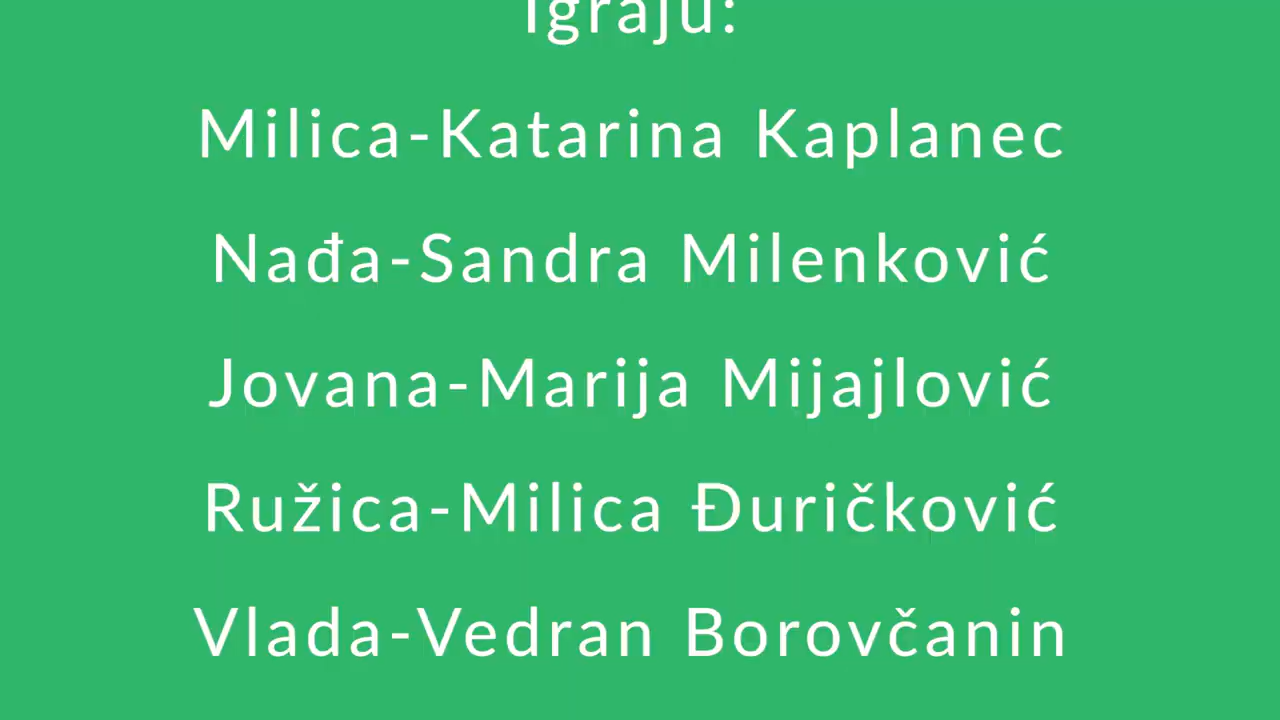 Igraju:
Milica-Katarina Kaplanec
Nađa-Sandra Milenković
Jovana-Marija Mijajlović
Ružica-Milica Đuričković
Vlada-Vedran Borovčanin